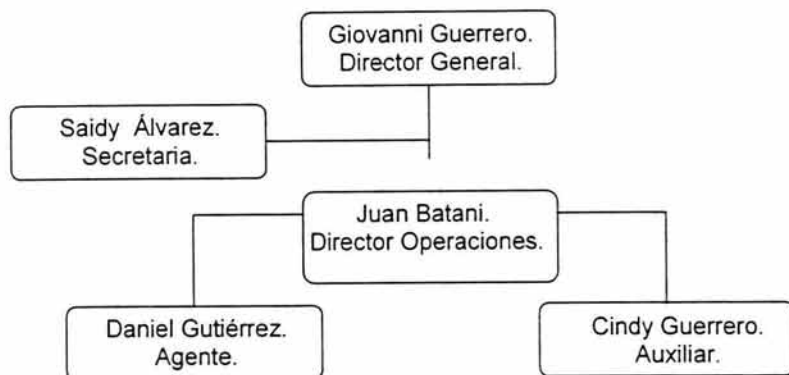 Giovanni Guerrero.
Director General.
Saidy Álvarez.
Secretaria.
Juan Batani.
Director Operaciones.
Daniel Gutiérrez.
Agente.
Cindy Guerrero.
Auxiliar.